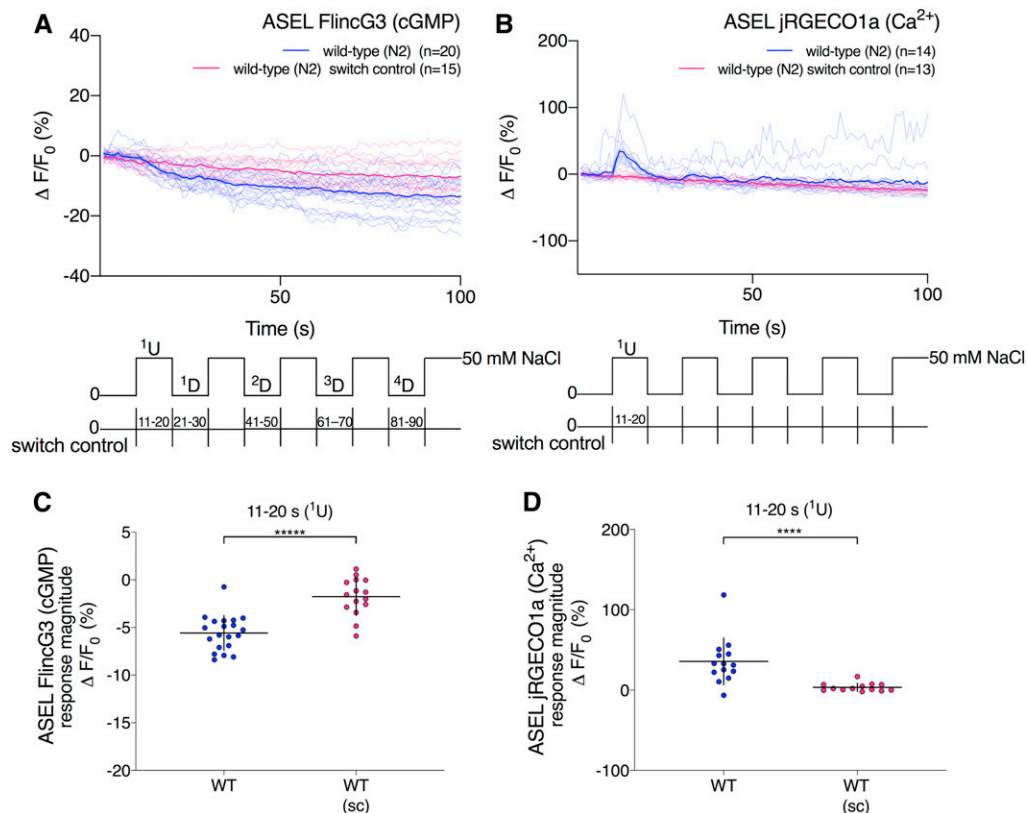 A
ASEL FlincG3 (cGMP)
wild-type (N2) (n=20)
wild-type (N2) switch control (n=15)
40
20
0
-20
-40
Δ F/F0 (%)
50
100
Time (s)
1U
50 mM NaCl
0
1D
2D
3D
4D
0
11-20
21-30
41-50
61–70
81-90
switch control
B
ASEL jRGECO1a (Ca2+)
wild-type (N2) (n=14)
wild-type (N2) switch control (n=13)
200
100
0
-100
Δ F/F0 (%)
50
100
Time (s)
1U
50 mM NaCl
0
0
11-20
switch control
C
11-20 s (1U)
*****
5
0
-5
-10
-15
-20
ASEL FlincG3 (cGMP)
response magnitude
Δ F/F0 (%)
WT
WT
(sc)
D
11-20 s (1U)
****
200
100
0
-100
ASEL jRGECO1a (Ca2+)
response magnitude
Δ F/F0 (%)
WT
WT
(sc)